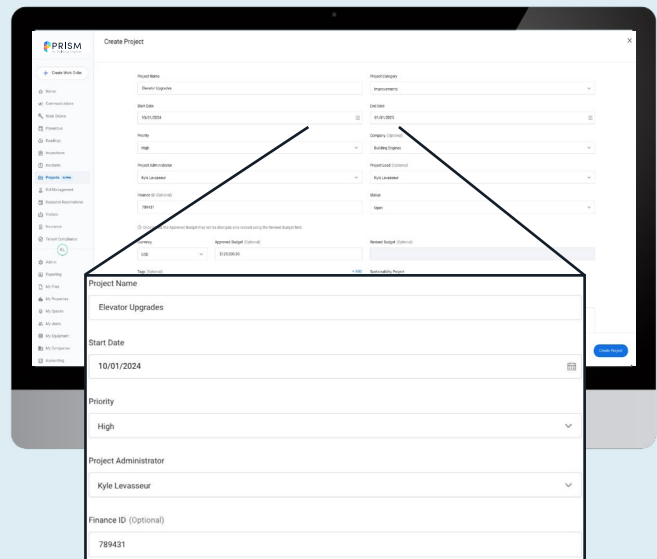 PRISM
Create Project
×
+ Create Work Order
Home
Communications
Work Orders
Preventive
Readings
Inspections
Incidents
Projects
Bill Management
Resource Reservations
Visitors
Insurance
Tenant Compliance
KL
Admin
Reporting
My Files
My Properties
My Spaces
My Users
My Equipment
My Companies
Accounting
Project Name
Elevator Upgrades
Project Category
Improvements
Start Date
10/01/2024
End Date
01/01/2025
Priority
High
Company (Optional)
Building Engines
Project Administrator
Kyle Levasseur
Project Lead (Optional)
Kyle Levasseur
Finance ID (Optional)
789431
Status
Open
Currency
USD
Approved Budget (Optional)
Revised Budget (Optional)
Tags (Optional)
+ Add
Sustainability Project
Create Project
Project Name
Elevator Upgrades
Start Date
10/01/2024
Priority
High
Project Administrator
Kyle Levasseur
Finance ID (Optional)
789431